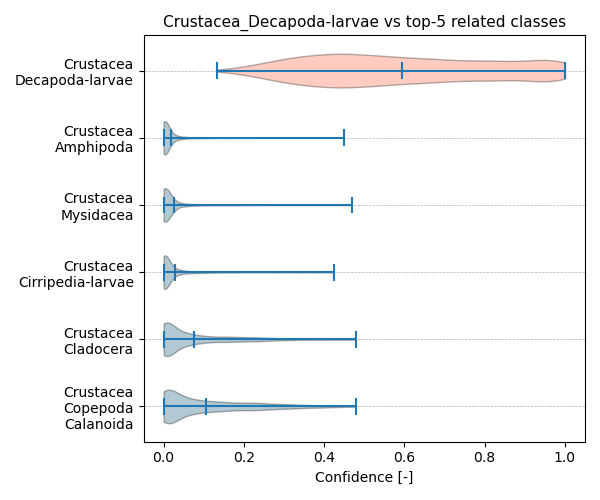 Crustacea_Decapoda-larvae vs top-5 related classes
Crustacea
Decapoda-larvae
Crustacea
Amphipoda
Crustacea
Mysidacea
Crustacea
Cirripedia-larvae
Crustacea
Cladocera
Crustacea
Copepoda
Calanoida
0.0 0.2 0.4 0.6 0.8 1.0
Confidence [-]